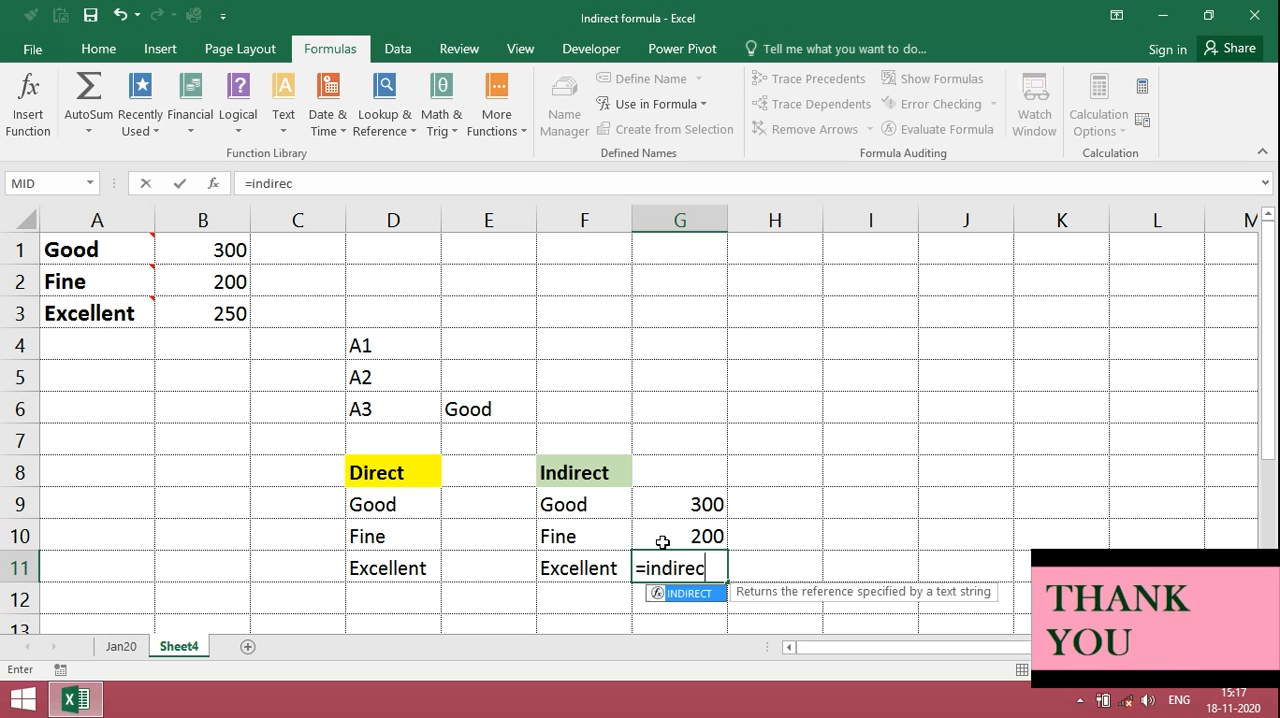 Indirect formula - Excel
File Home Insert Page Layout Formulas Data Review View Developer Power Pivot Tell me what you want to do... Sign in Share
Insert Function
AutoSum
Recently Used
Financial
Logical
Text
Date & Time
Lookup & Reference
Math & Trig
More Functions
Function Library
Name Manager
Define Name
Use in Formula
Create from Selection
Defined Names
Trace Precedents
Trace Dependents
Remove Arrows
Show Formulas
Error Checking
Evaluate Formula
Formula Auditing
Watch Window
Calculation Options
Calculation
MID fx =indirec
A B C D E F G H I J K L M
1 Good 300
2 Fine 200
3 Excellent 250
4 A1
5 A2
6 A3 Good
7
8 Direct Indirect
9 Good Good 300
10 Fine Fine 200
11 Excellent Excellent =indirec
12 INDIRECT Returns the reference specified by a text string
13
Jan20 Sheet4
Enter
THANK
YOU
ENG
15:17
18-11-2020